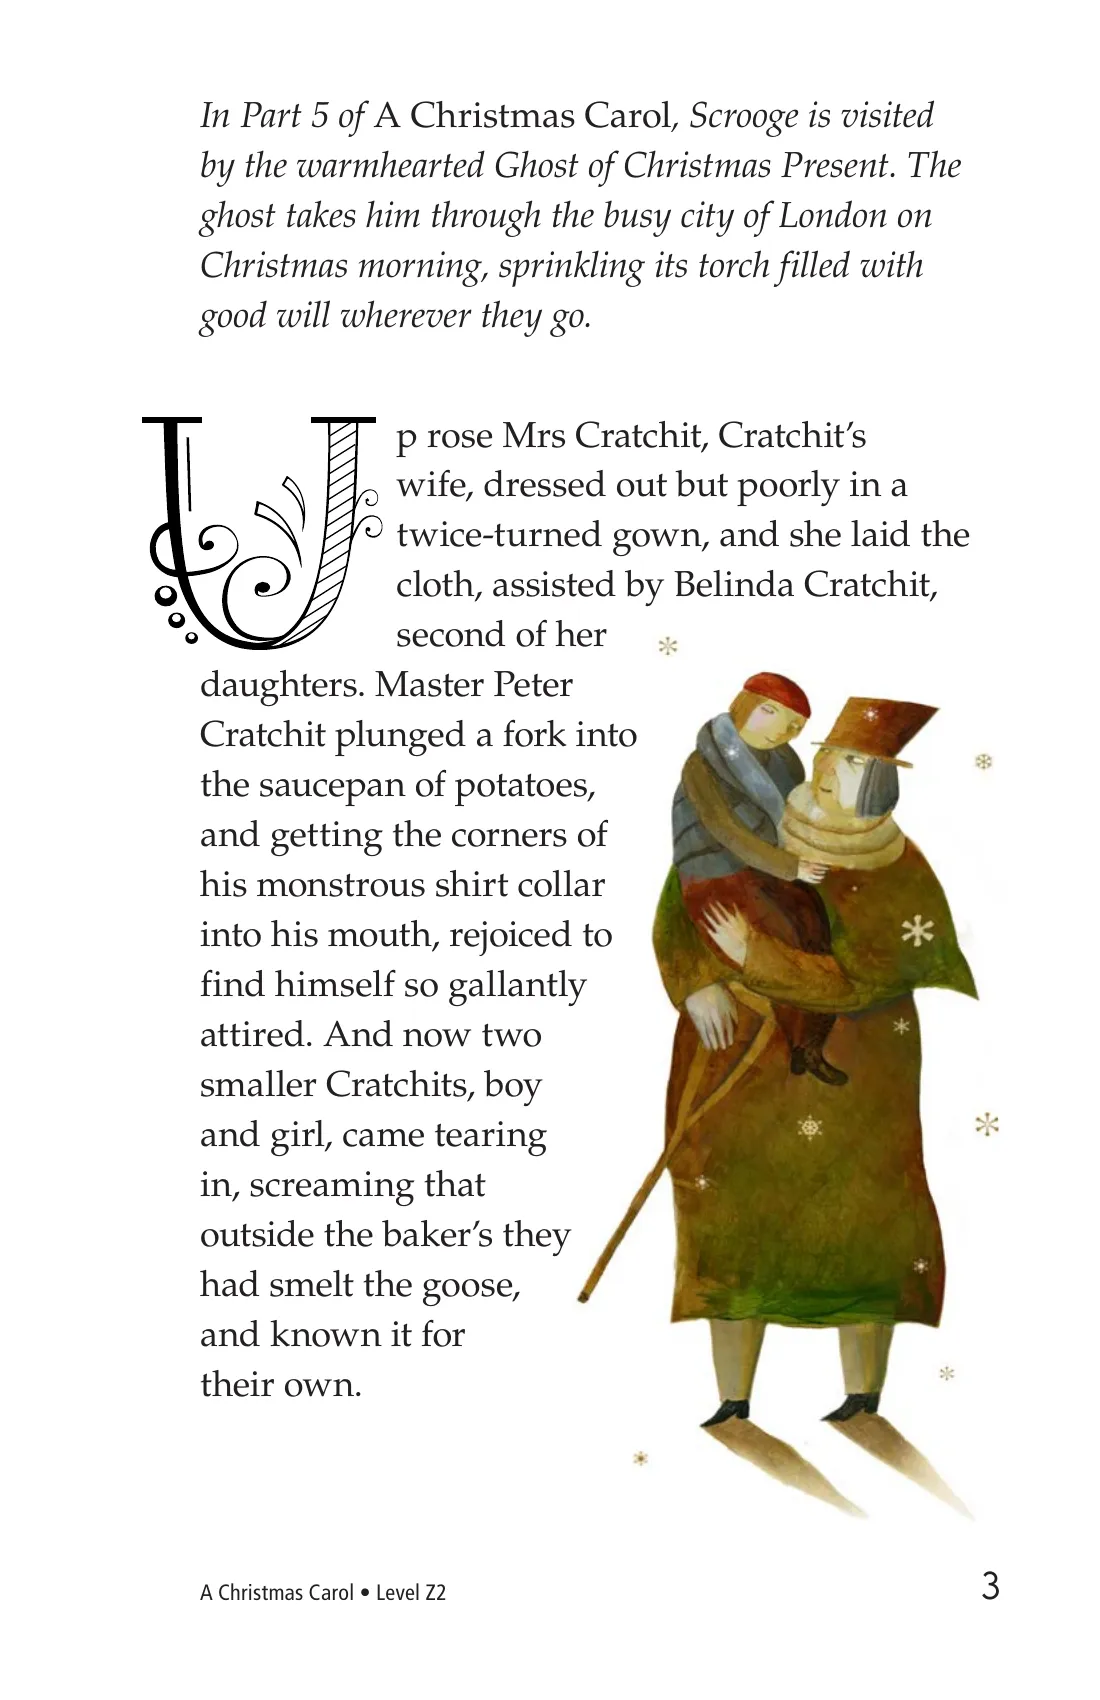 In Part 5 of A Christmas Carol, Scrooge is visited
by the warmhearted Ghost of Christmas Present. The
ghost takes him through the busy city of London on
Christmas morning, sprinkling its torch filled with
good will wherever they go.
Up rose Mrs Cratchit, Cratchit’s
wife, dressed out but poorly in a
twice-turned gown, and she laid the
cloth, assisted by Belinda Cratchit,
second of her
daughters. Master Peter
Cratchit plunged a fork into
the saucepan of potatoes,
and getting the corners of
his monstrous shirt collar
into his mouth, rejoiced to
find himself so gallantly
attired. And now two
smaller Cratchits, boy
and girl, came tearing
in, screaming that
outside the baker’s they
had smelt the goose,
and known it for
their own.
A Christmas Carol • Level Z2
3